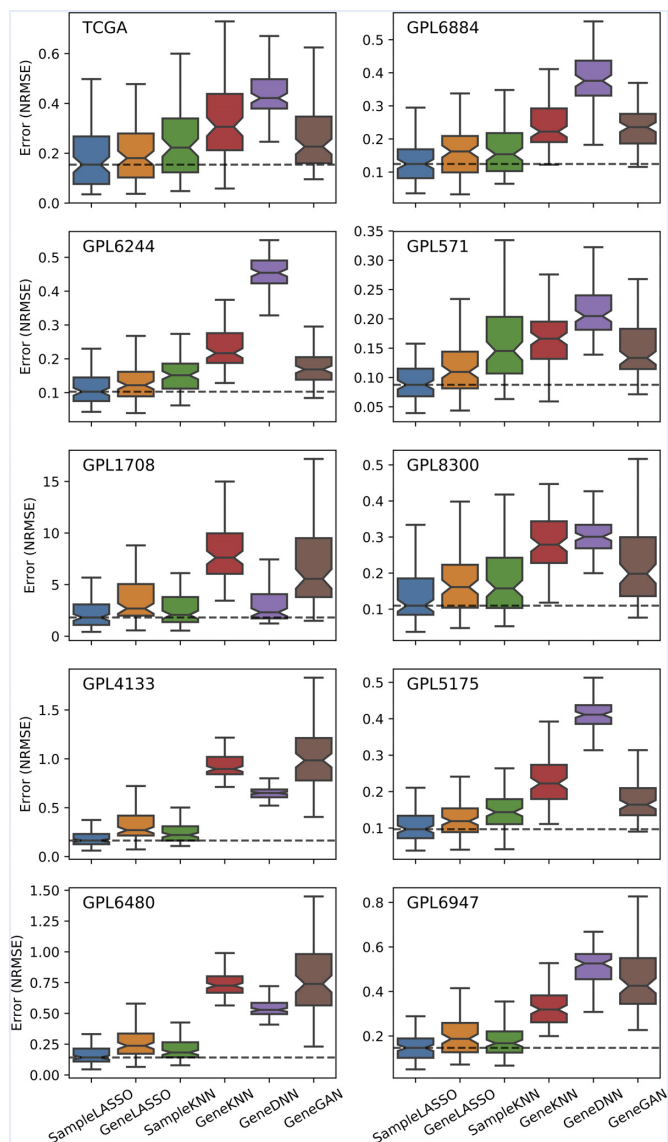 TCGA
Error (NRMSE)
0.6
0.4
0.2
0.0
GPL6884
0.5
0.4
0.3
0.2
0.1
GPL6244
Error (NRMSE)
0.5
0.4
0.3
0.2
0.1
GPL571
0.35
0.30
0.25
0.20
0.15
0.10
0.05
GPL1708
Error (NRMSE)
15
10
5
0
GPL8300
0.5
0.4
0.3
0.2
0.1
GPL4133
Error (NRMSE)
1.5
1.0
0.5
0.0
GPL5175
0.5
0.4
0.3
0.2
0.1
GPL6480
Error (NRMSE)
1.50
1.25
1.00
0.75
0.50
0.25
0.00
GPL6947
0.8
0.6
0.4
0.2
SampleLASSO
GeneLASSO
SampleKNN
GeneKNN
GeneDNN
GeneGAN
SampleLASSO
GeneLASSO
SampleKNN
GeneKNN
GeneDNN
GeneGAN